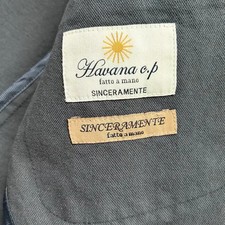 Havana o.p
fatto a mano
SINCERAMENTE
SINCERAMENTE
fatto a mano